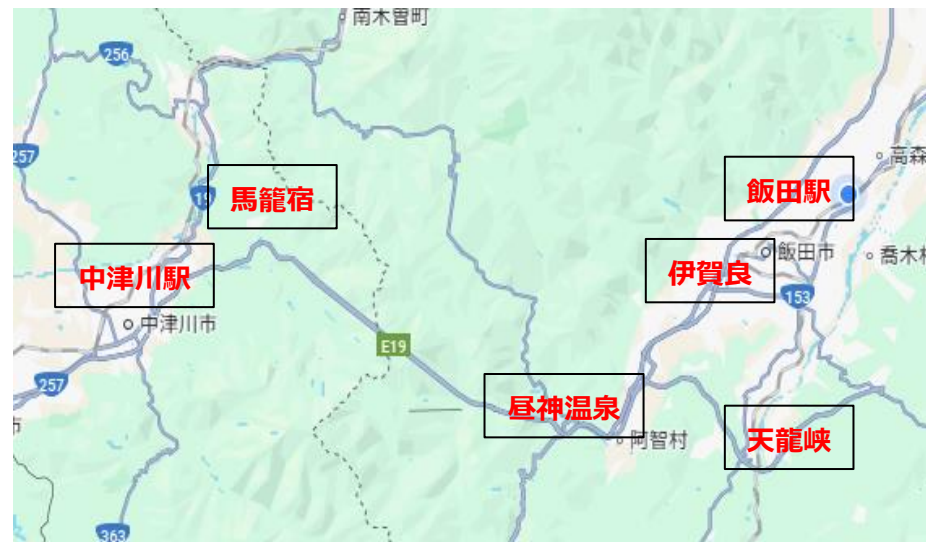 南木曽町
256
257
高森
馬籠宿
飯田駅
19
飯田市
喬木村
中津川駅
伊賀良
153
中津川市
E19
257
昼神温泉
市
阿智村
天龍峡
363